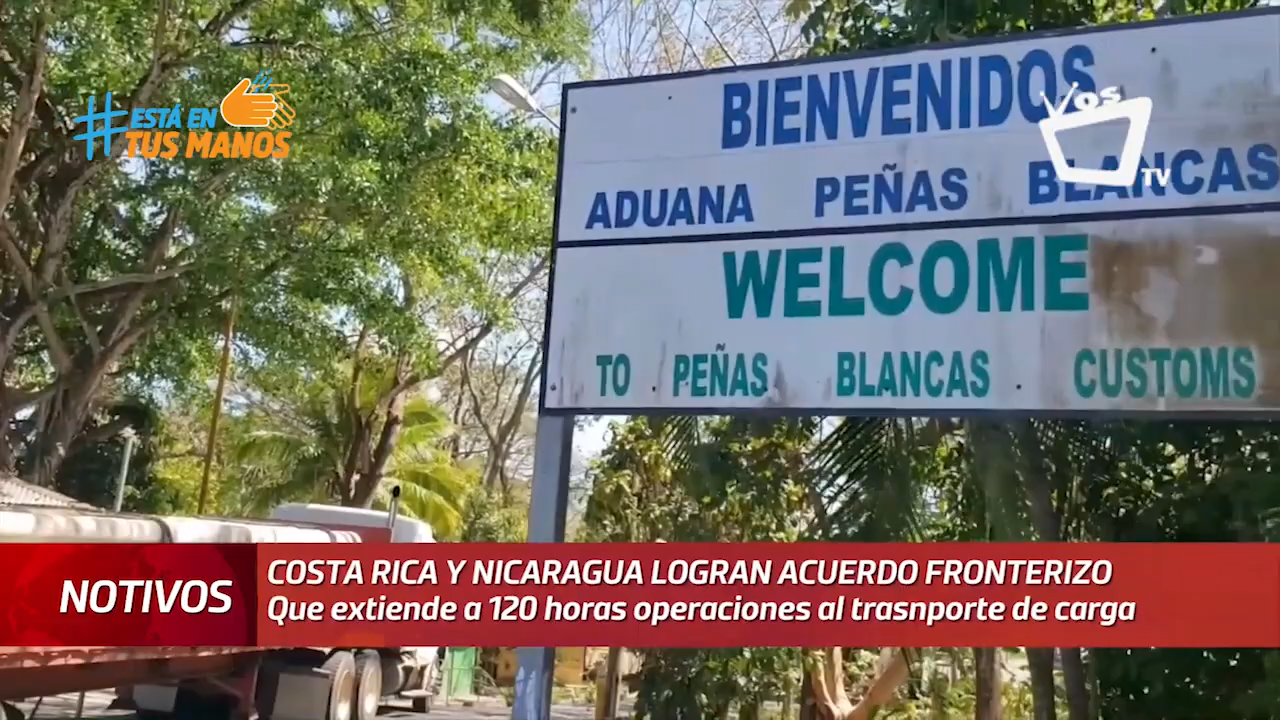 #ESTÁ EN
TUS MANOS
BIENVENIDOS
ADUANA PEÑAS BLANCAS
WELCOME
TO PEÑAS BLANCAS CUSTOMS
VOS
TV
NOTIVOS
COSTA RICA Y NICARAGUA LOGRAN ACUERDO FRONTERIZO
Que extiende a 120 horas operaciones al trasnporte de carga